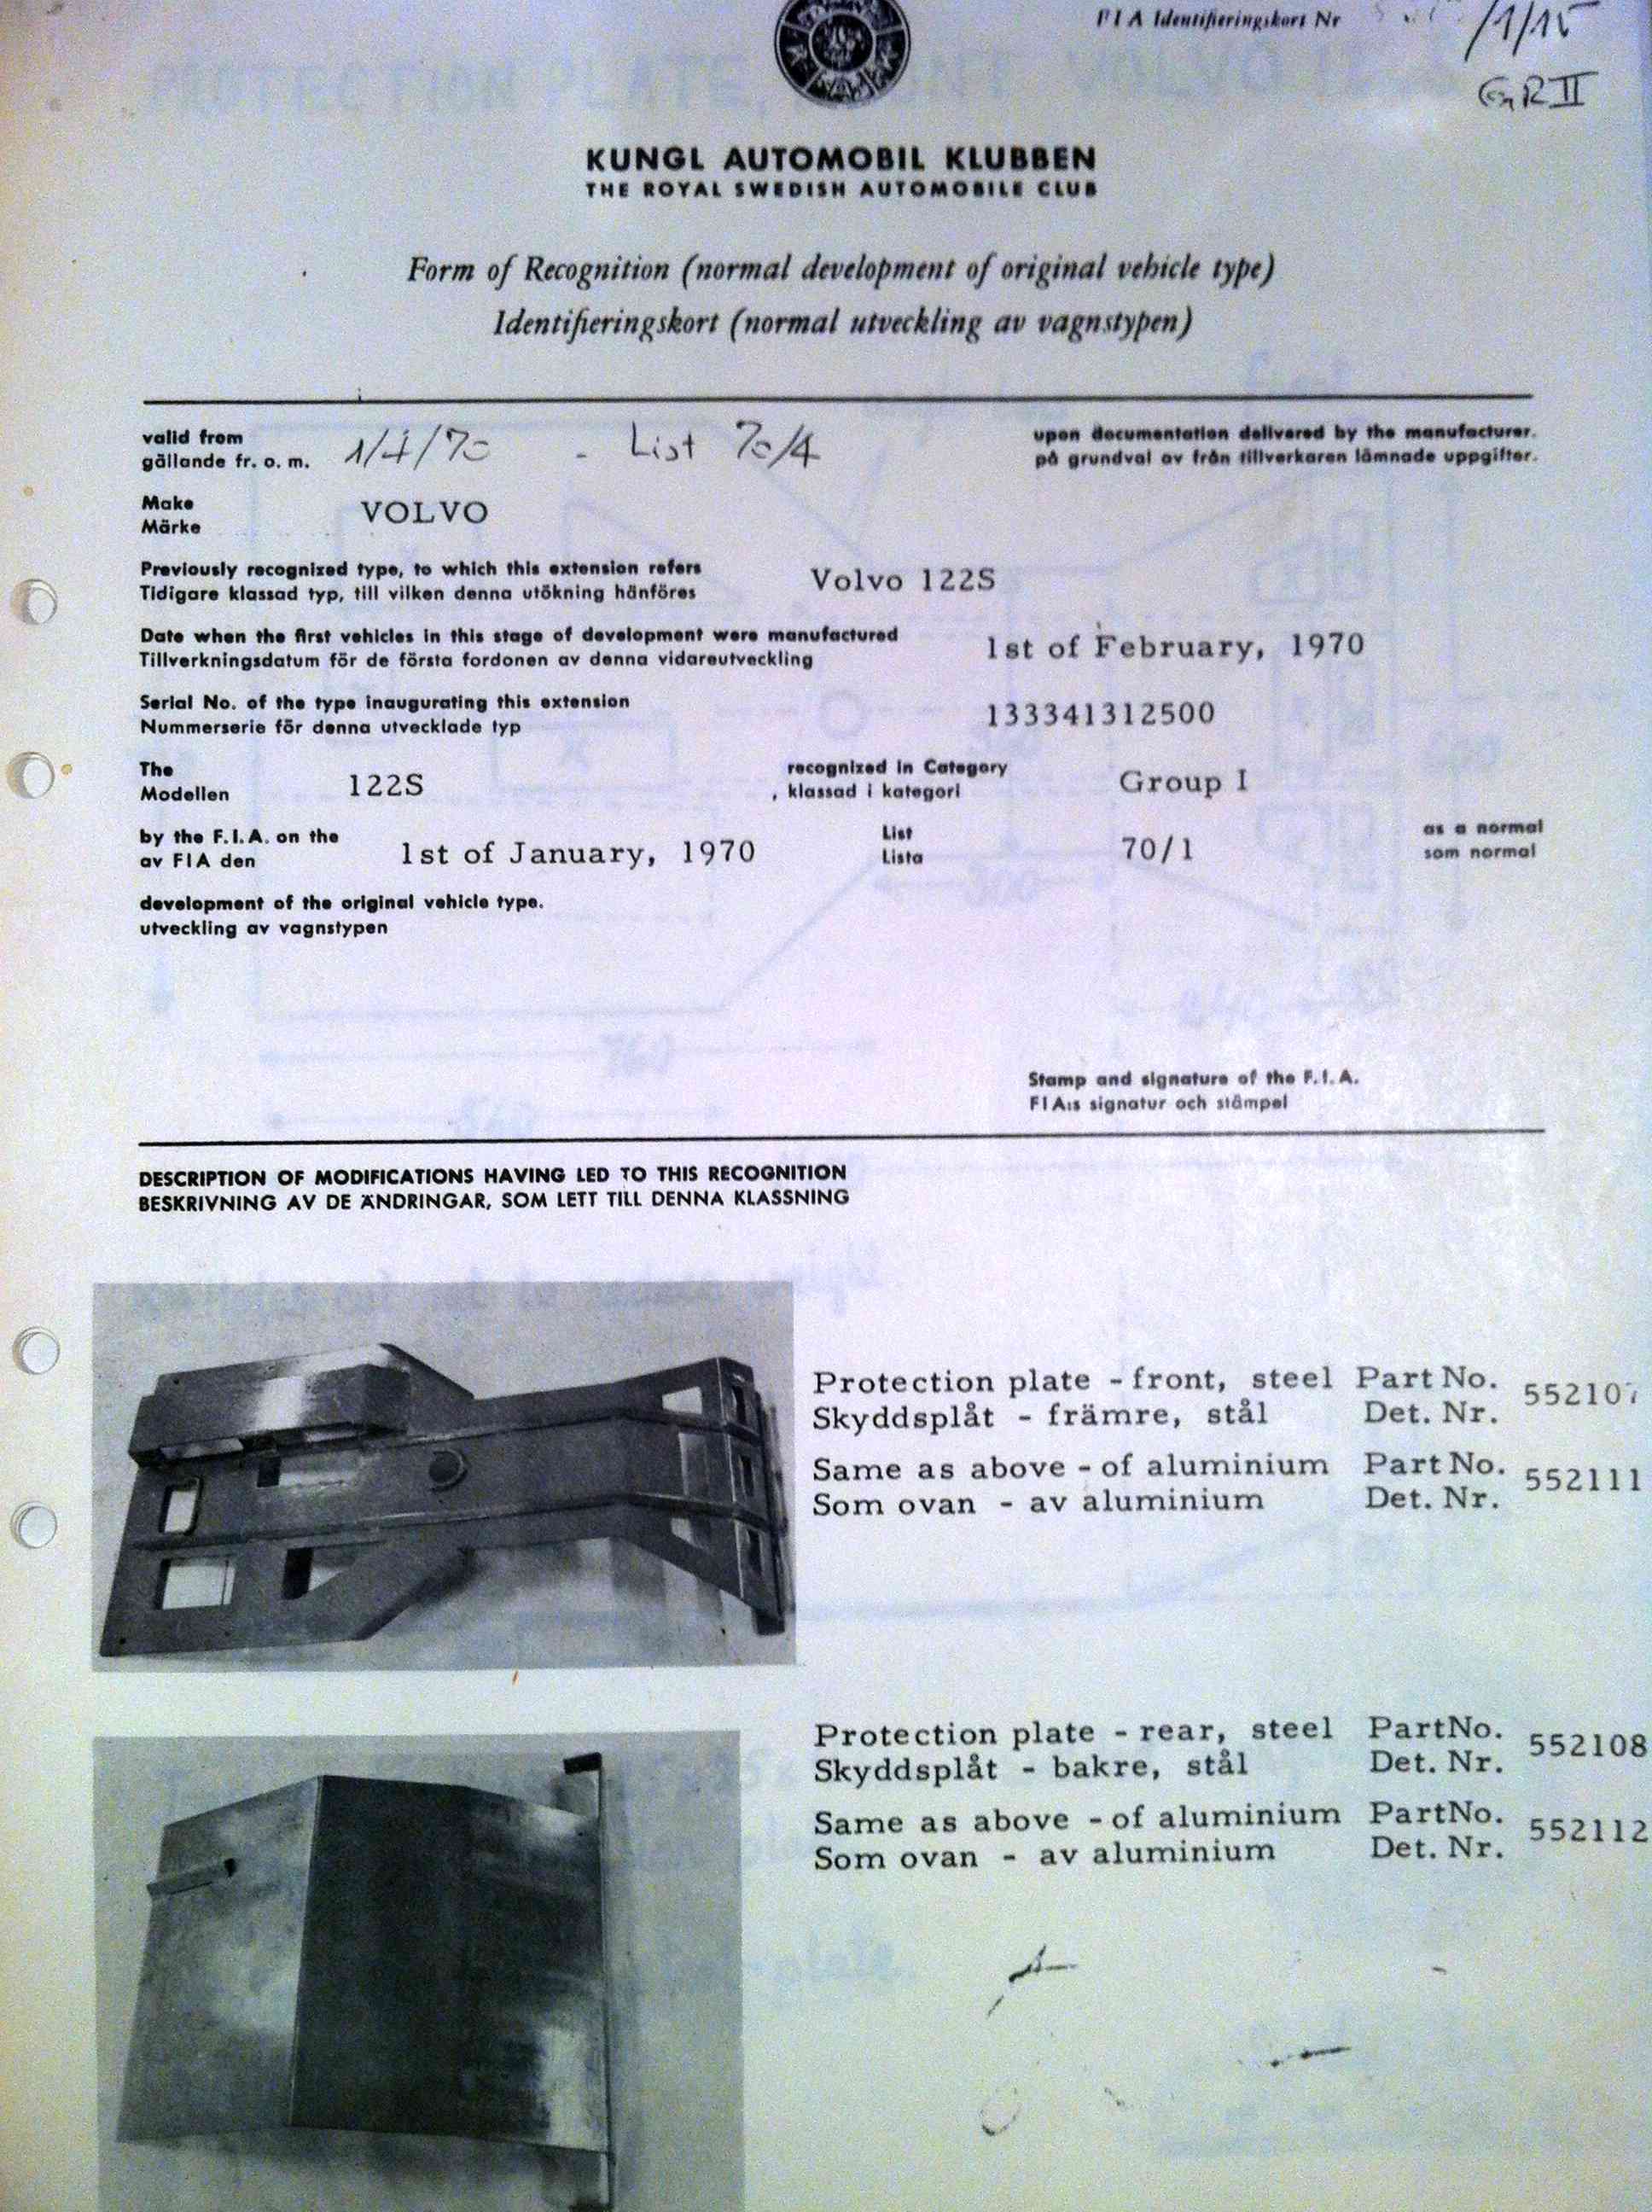 F I A Identifieringskort Nr
/1/15
Gr II
KUNGL AUTOMOBIL KLUBBEN
THE ROYAL SWEDISH AUTOMOBILE CLUB
Form of Recognition (normal development of original vehicle type)
Identifieringskort (normal utveckling av vagnstypen)
valid from
gällande fr. o. m. 1/4/70 - List 70/4
upon documentation delivered by the manufacturer.
på grundval av från tillverkaren lämnade uppgifter.
Make
Märke
VOLVO
Previously recognized type, to which this extension refers
Tidigare klassad typ, till vilken denna utökning hänföres
Volvo 122S
Date when the first vehicles in this stage of development were manufactured
Tillverkningsdatum för de första fordonen av denna vidareutveckling
1st of February, 1970
Serial No. of the type inaugurating this extension
Nummerserie för denna utvecklade typ
133341312500
The
Modellen
122S
recognized in Category
, klassad i kategori
Group I
by the F.I.A. on the
av FIA den
1st of January, 1970
List
Lista
70/1
as a normal
som normal
development of the original vehicle type.
utveckling av vagnstypen
Stamp and signature of the F.I.A.
FIA:s signatur och stämpel
DESCRIPTION OF MODIFICATIONS HAVING LED TO THIS RECOGNITION
BESKRIVNING AV DE ÄNDRINGAR, SOM LETT TILL DENNA KLASSNING
Protection plate - front, steel Part No. 552107
Skyddsplåt - främre, stål Det. Nr.
Same as above - of aluminium Part No. 552111
Som ovan - av aluminium Det. Nr.
Protection plate - rear, steel PartNo. 552108
Skyddsplåt - bakre, stål Det. Nr.
Same as above - of aluminium PartNo. 552112
Som ovan - av aluminium Det. Nr.